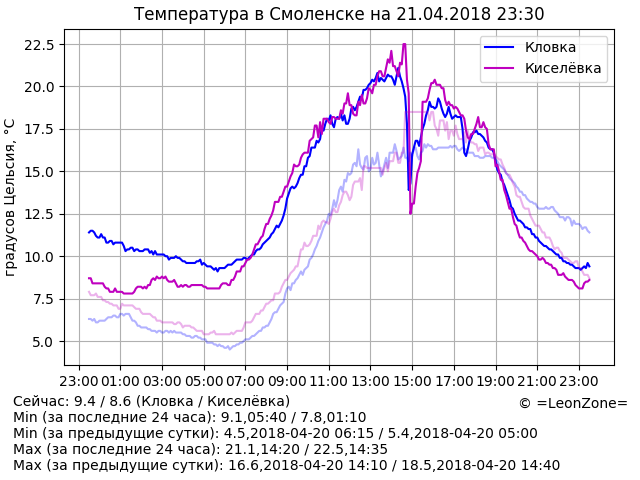 Температура в Смоленске на 21.04.2018 23:30
градусов Цельсия, °C
22.5
20.0
17.5
15.0
12.5
10.0
7.5
5.0
Кловка
Киселёвка
23:00 01:00 03:00 05:00 07:00 09:00 11:00 13:00 15:00 17:00 19:00 21:00 23:00
Сейчас: 9.4 / 8.6 (Кловка / Киселёвка)
© =LeonZone=
Min (за последние 24 часа): 9.1,05:40 / 7.8,01:10
Min (за предыдущие сутки): 4.5,2018-04-20 06:15 / 5.4,2018-04-20 05:00
Max (за последние 24 часа): 21.1,14:20 / 22.5,14:35
Max (за предыдущие сутки): 16.6,2018-04-20 14:10 / 18.5,2018-04-20 14:40